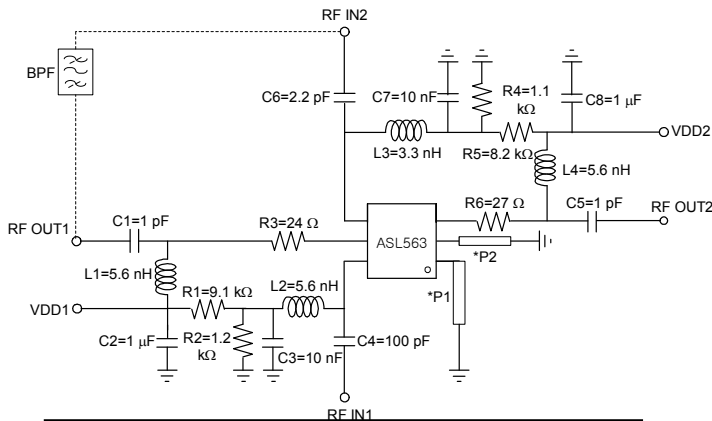 RF IN2
BPF
C6=2.2 pF
C7=10 nF
R4=1.1
kΩ
C8=1 μF
VDD2
L3=3.3 nH
R5=8.2 kΩ
L4=5.6 nH
C1=1 pF
R3=24 Ω
R6=27 Ω
C5=1 pF
RF OUT1
RF OUT2
ASL563
*P2
L1=5.6 nH
R1=9.1 kΩ
L2=5.6 nH
*P1
VDD1
C2=1 μF
R2=1.2
kΩ
C3=10 nF
C4=100 pF
RF IN1